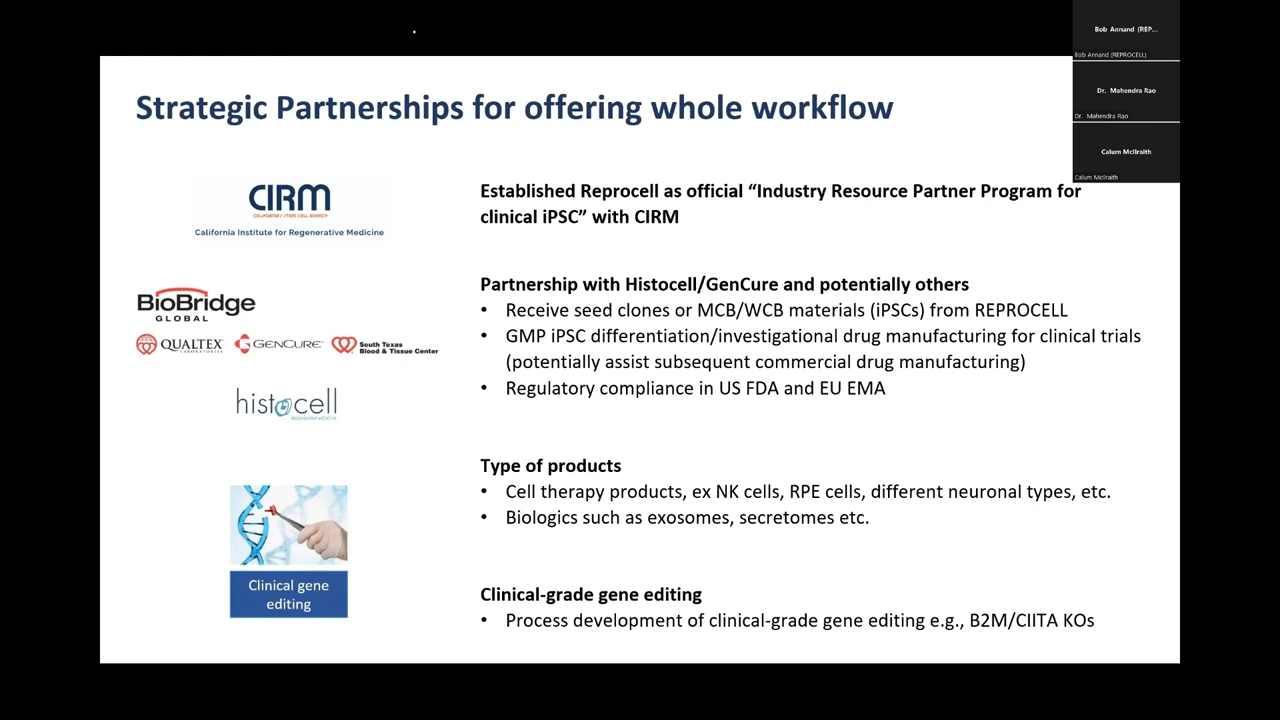 Bob Annand (REP...
Bob Annand (REPROCELL)
Dr. Mahendra Rao
Dr. Mahendra Rao
Calum McIlraith
Calum McIlraith
Strategic Partnerships for offering whole workflow
CIRM
CALIFORNIA'S STEM CELL AGENCY
California Institute for Regenerative Medicine
Established Reprocell as official “Industry Resource Partner Program for
clinical iPSC” with CIRM
BioBridge
GLOBAL
QUALTEX
LABORATORIES
GENCURE
South Texas
Blood & Tissue Center
histocell
REGENERATIVE MEDICINE
Partnership with Histocell/GenCure and potentially others
• Receive seed clones or MCB/WCB materials (iPSCs) from REPROCELL
• GMP iPSC differentiation/investigational drug manufacturing for clinical trials
(potentially assist subsequent commercial drug manufacturing)
• Regulatory compliance in US FDA and EU EMA
Type of products
• Cell therapy products, ex NK cells, RPE cells, different neuronal types, etc.
• Biologics such as exosomes, secretomes etc.
Clinical gene
editing
Clinical-grade gene editing
• Process development of clinical-grade gene editing e.g., B2M/CIITA KOs